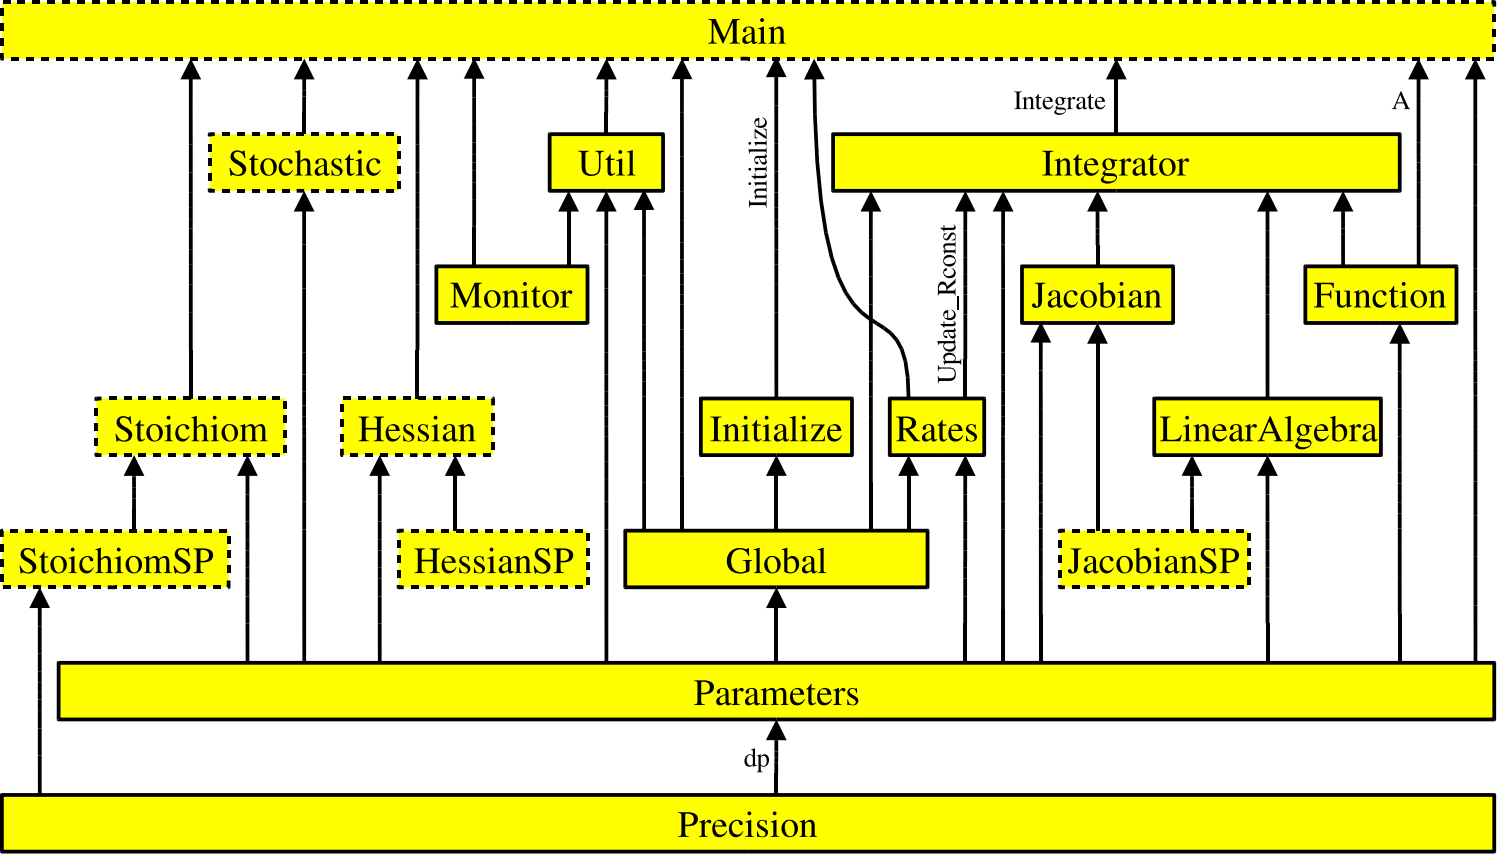 Main
Integrate
A
Initialize
Stochastic
Util
Integrator
Update_Rconst
Monitor
Jacobian
Function
Stoichiom
Hessian
Initialize
Rates
LinearAlgebra
StoichiomSP
HessianSP
Global
JacobianSP
Parameters
dp
Precision